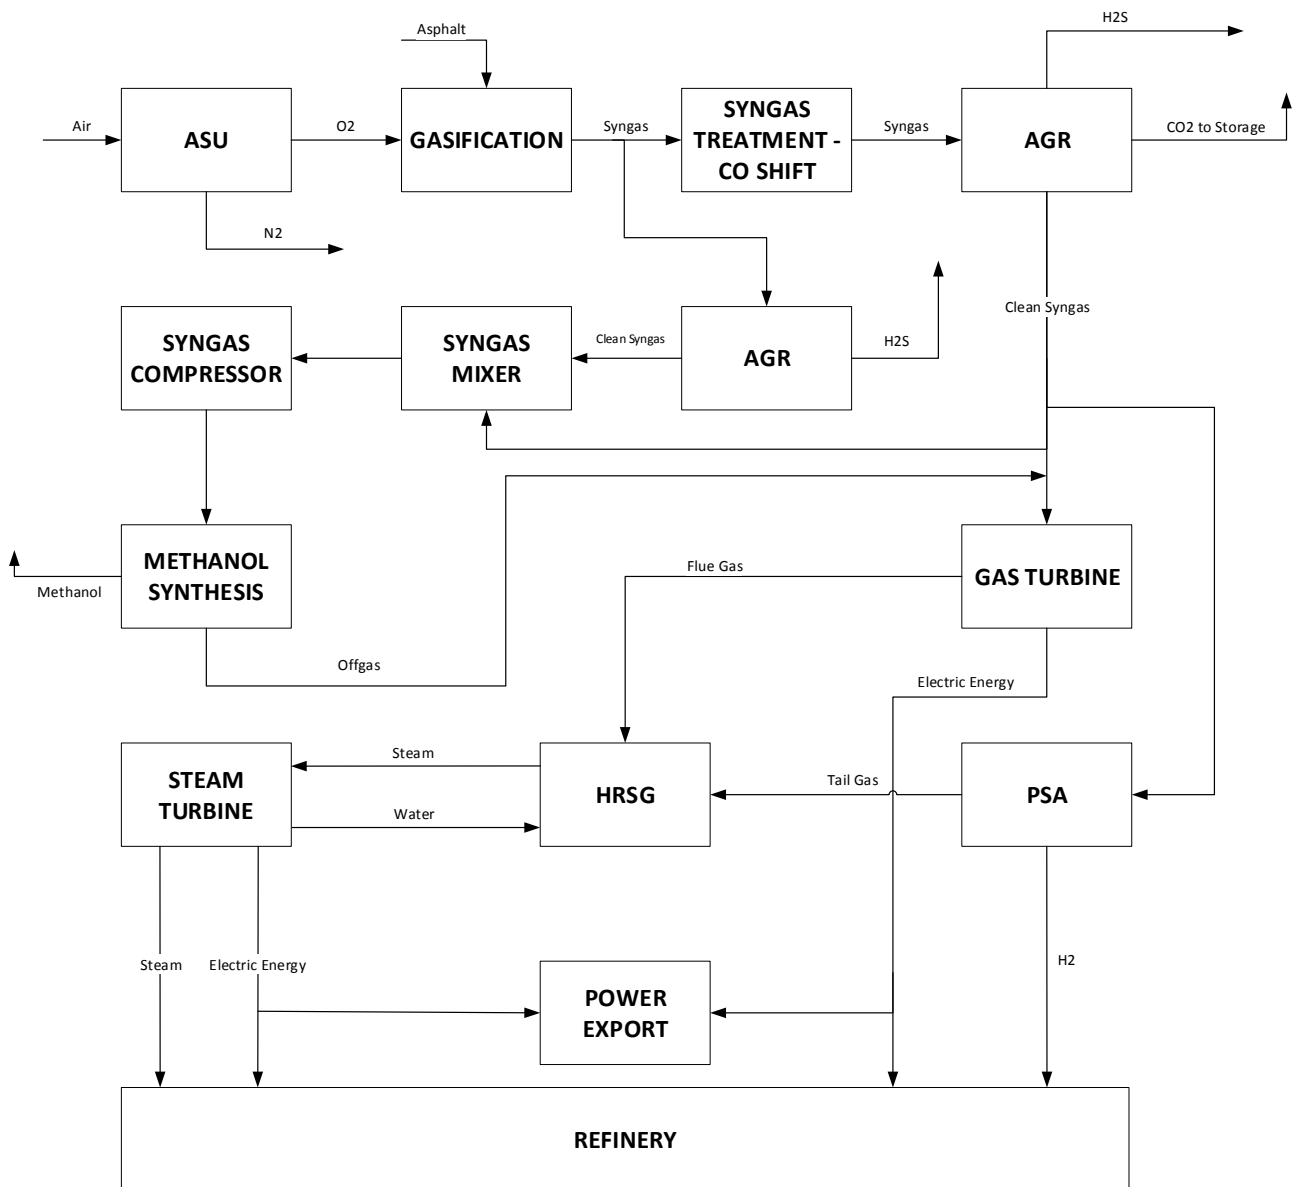 H2S
Asphalt
Air
ASU
O2
GASIFICATION
Syngas
SYNGAS
TREATMENT -
CO SHIFT
Syngas
AGR
CO2 to Storage
N2
Clean Syngas
SYNGAS
COMPRESSOR
SYNGAS
MIXER
Clean Syngas
AGR
H2S
METHANOL
SYNTHESIS
Methanol
Flue Gas
GAS TURBINE
Offgas
Electric Energy
STEAM
TURBINE
Steam
Water
HRSG
Tail Gas
PSA
Steam
Electric Energy
H2
POWER
EXPORT
REFINERY